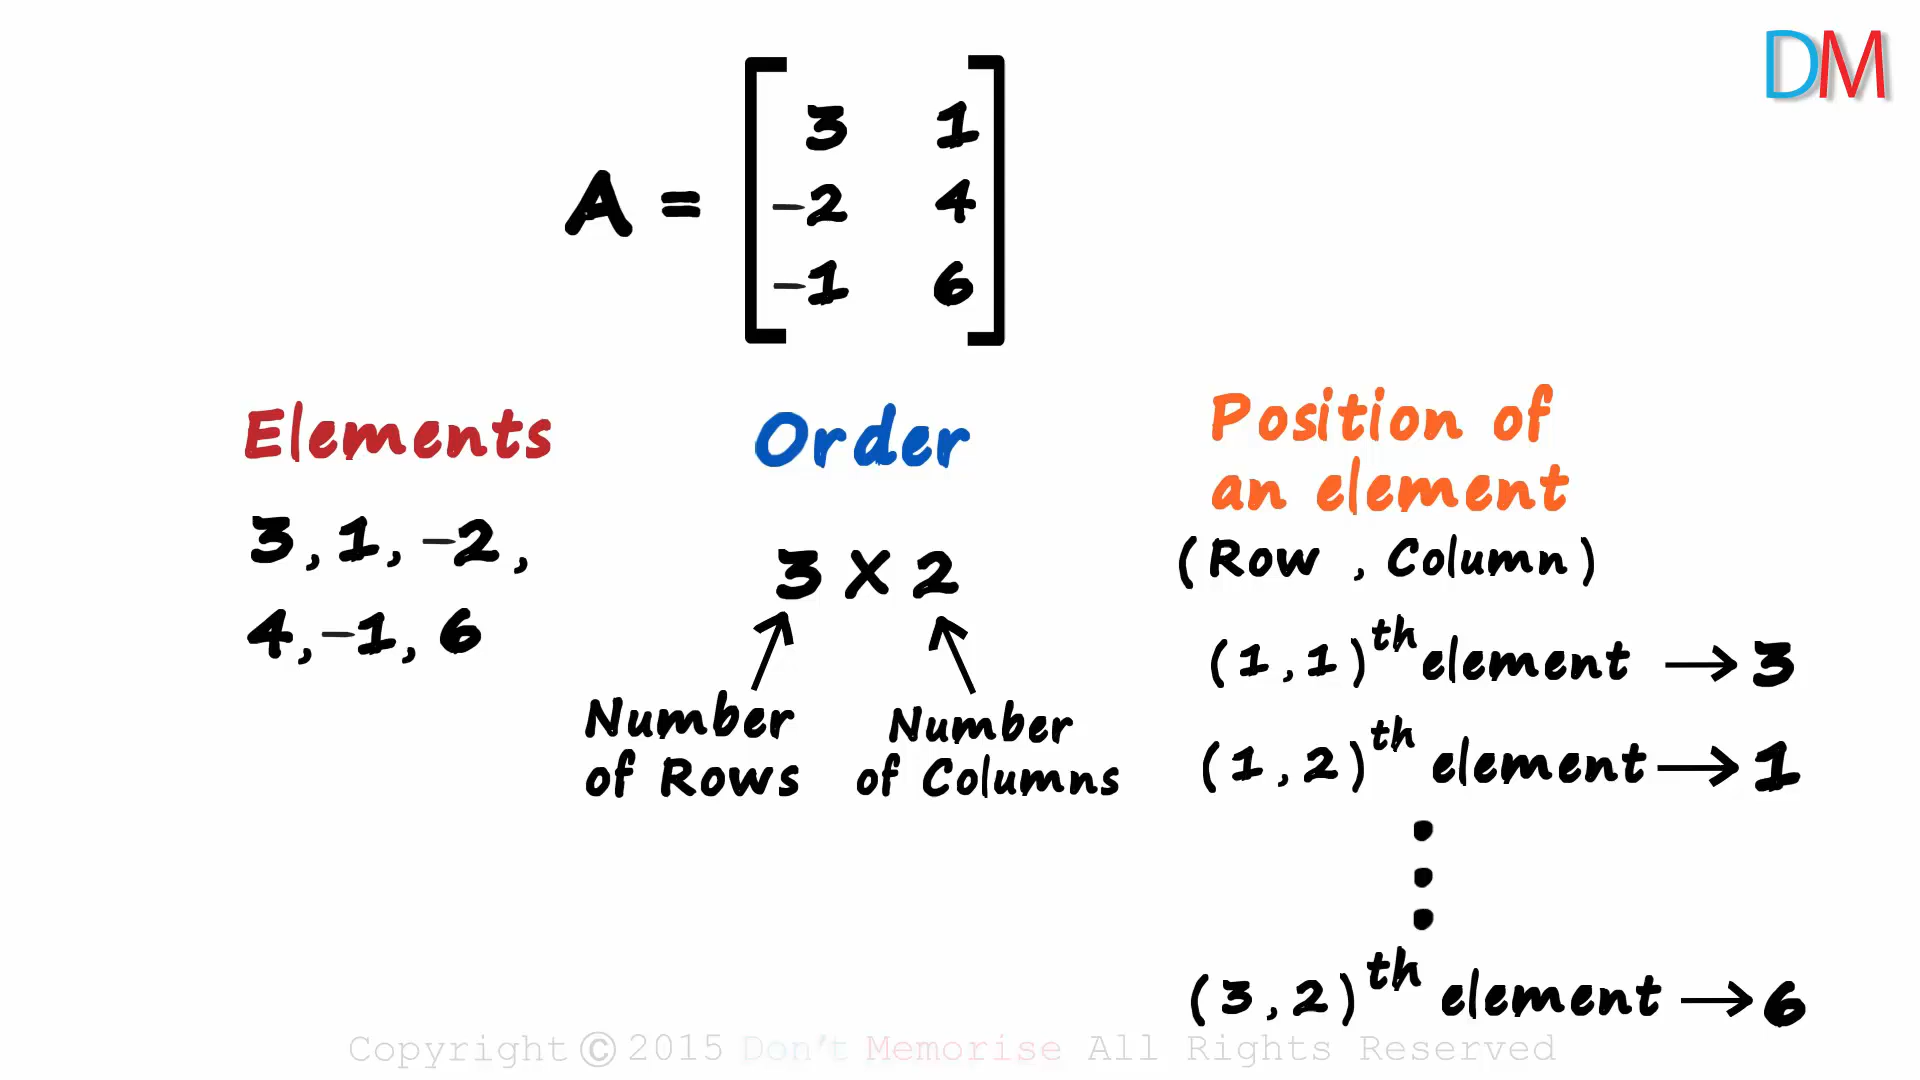 DM
3 1
A = -2 4
-1 6
Elements
3, 1, -2,
4, -1, 6
Order
3 X 2
Number of Rows
Number of Columns
Position of
an element
(Row , Column)
(1,1)th element → 3
(1,2)th element → 1
(3,2)th element → 6
Copyright © 2015 Don't Memorise All Rights Reserved